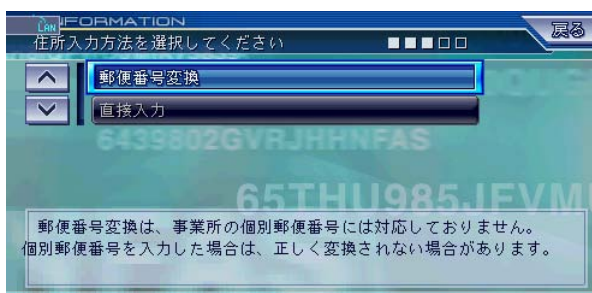 LAN
INFORMATION
住所入力方法を選択してください ■■■□□
戻る
郵便番号変換
直接入力
6439802GVRJHHNFAS
65THU985JFVM
郵便番号変換は、事業所の個別郵便番号には対応しておりません。
個別郵便番号を入力した場合は、正しく変換されない場合があります。